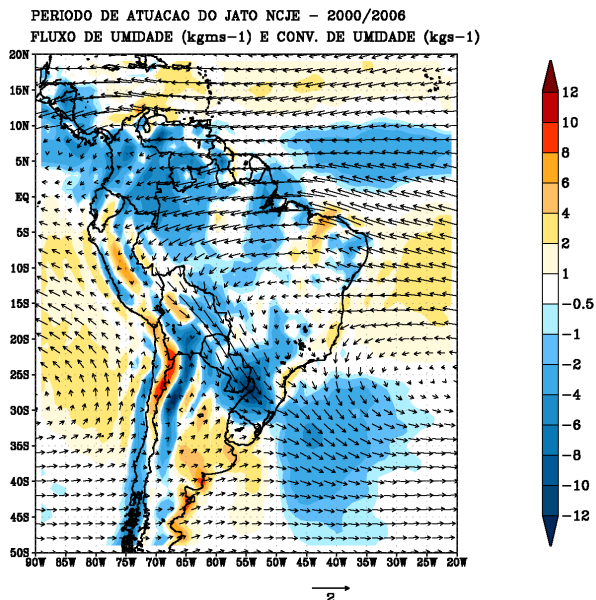 PERIODO DE ATUACAO DO JATO NCJE - 2000/2006
FLUXO DE UMIDADE (kgms-1) E CONV. DE UMIDADE (kgs-1)
20N
15N
10N
5N
EQ
5S
10S
15S
20S
25S
30S
35S
40S
45S
50S
90W 85W 80W 75W 70W 65W 60W 55W 50W 45W 40W 35W 30W 25W 20W
12
10
8
6
4
2
1
-0.5
-1
-2
-4
-6
-8
-10
-12
2